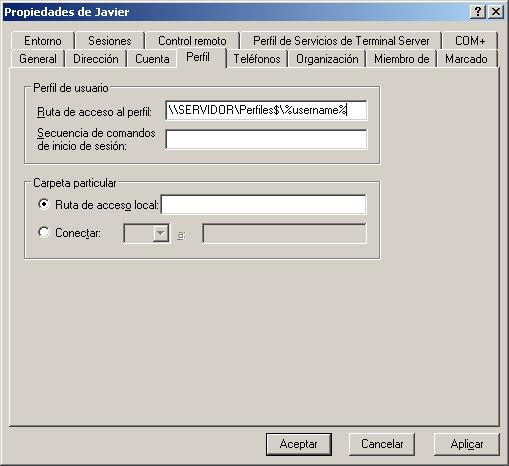 Propiedades de Javier
Entorno Sesiones Control remoto Perfil de Servicios de Terminal Server COM+
General Dirección Cuenta Perfil Teléfonos Organización Miembro de Marcado
Perfil de usuario
Ruta de acceso al perfil: \\SERVIDOR\Perfiles$\%username%
Secuencia de comandos
de inicio de sesión:
Carpeta particular
Ruta de acceso local:
Conectar: a:
Aceptar Cancelar Aplicar